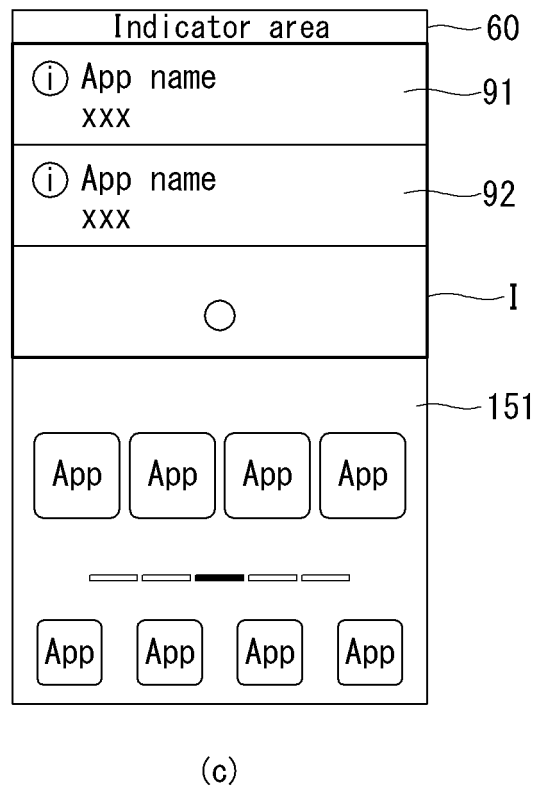 Indicator area 60
ⓘ App name 91
xxx
ⓘ App name 92
xxx
I
151
App App App App
App App App App
(c)